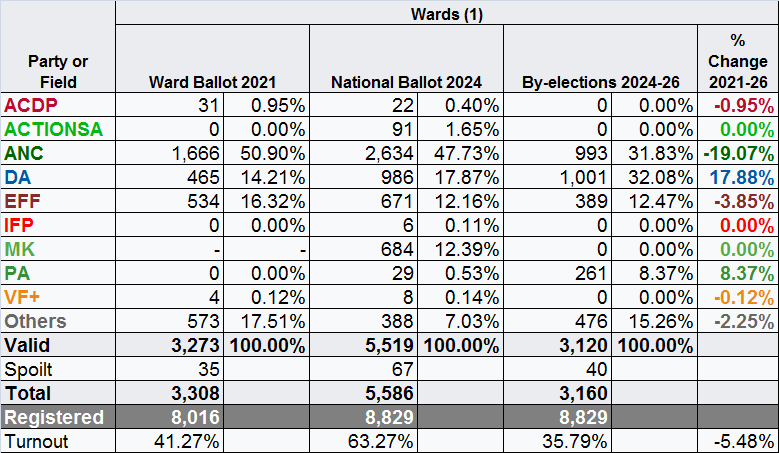 Wards (1)
Party or Field Ward Ballot 2021 National Ballot 2024 By-elections 2024-26 % Change 2021-26
ACDP 31 0.95% 22 0.40% 0 0.00% -0.95%
ACTIONSA 0 0.00% 91 1.65% 0 0.00% 0.00%
ANC 1,666 50.90% 2,634 47.73% 993 31.83% -19.07%
DA 465 14.21% 986 17.87% 1,001 32.08% 17.88%
EFF 534 16.32% 671 12.16% 389 12.47% -3.85%
IFP 0 0.00% 6 0.11% 0 0.00% 0.00%
MK - - 684 12.39% 0 0.00% 0.00%
PA 0 0.00% 29 0.53% 261 8.37% 8.37%
VF+ 4 0.12% 8 0.14% 0 0.00% -0.12%
Others 573 17.51% 388 7.03% 476 15.26% -2.25%
Valid 3,273 100.00% 5,519 100.00% 3,120 100.00%
Spoilt 35 67 40
Total 3,308 5,586 3,160
Registered 8,016 8,829 8,829
Turnout 41.27% 63.27% 35.79% -5.48%